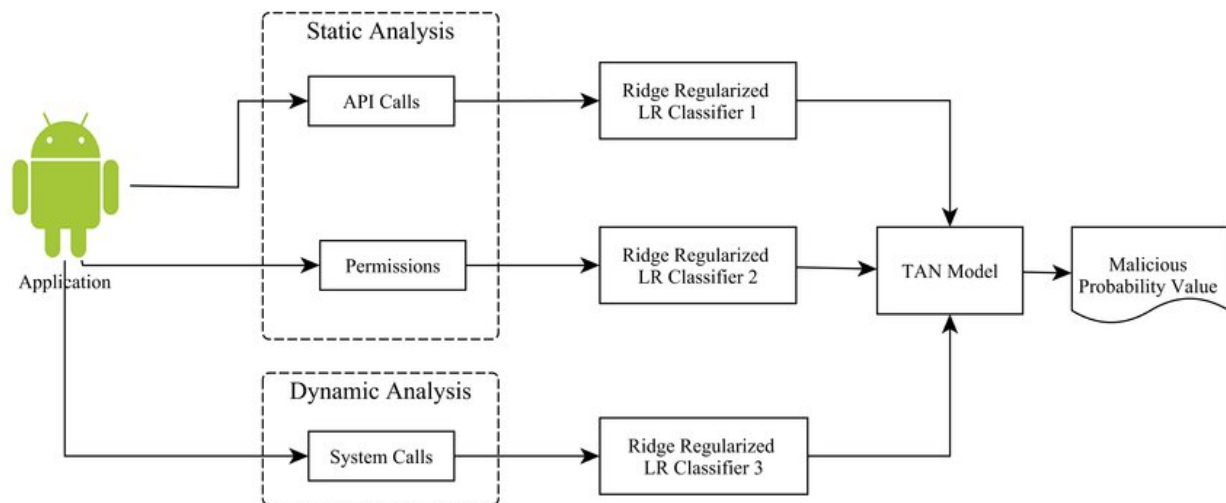 Static Analysis
API Calls
Ridge Regularized
LR Classifier 1
Application
Permissions
Ridge Regularized
LR Classifier 2
TAN Model
Malicious
Probability Value
Dynamic Analysis
System Calls
Ridge Regularized
LR Classifier 3